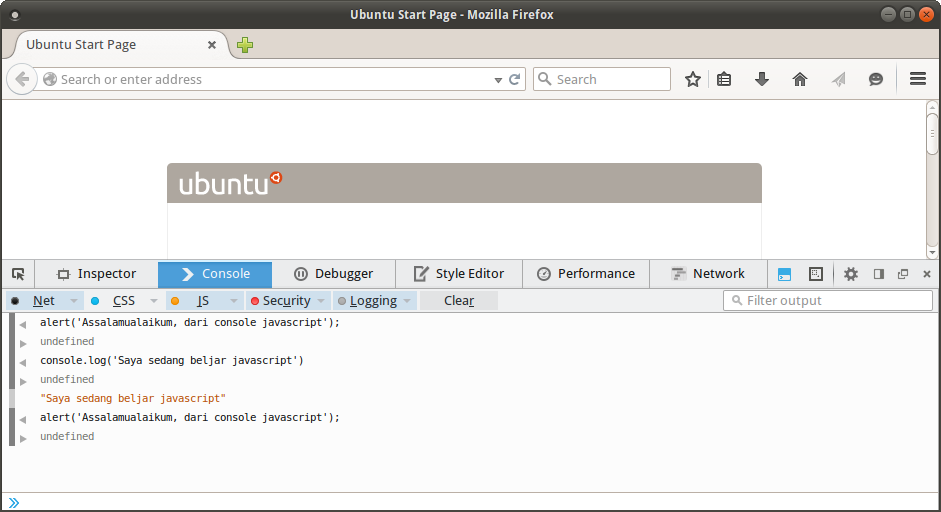 Ubuntu Start Page - Mozilla Firefox
Ubuntu Start Page
Search or enter address
Search
ubuntu
Inspector Console Debugger Style Editor Performance Network
Net CSS JS Security Logging Clear Filter output
alert('Assalamualaikum, dari console javascript');
undefined
console.log('Saya sedang beljar javascript')
undefined
"Saya sedang beljar javascript"
alert('Assalamualaikum, dari console javascript');
undefined